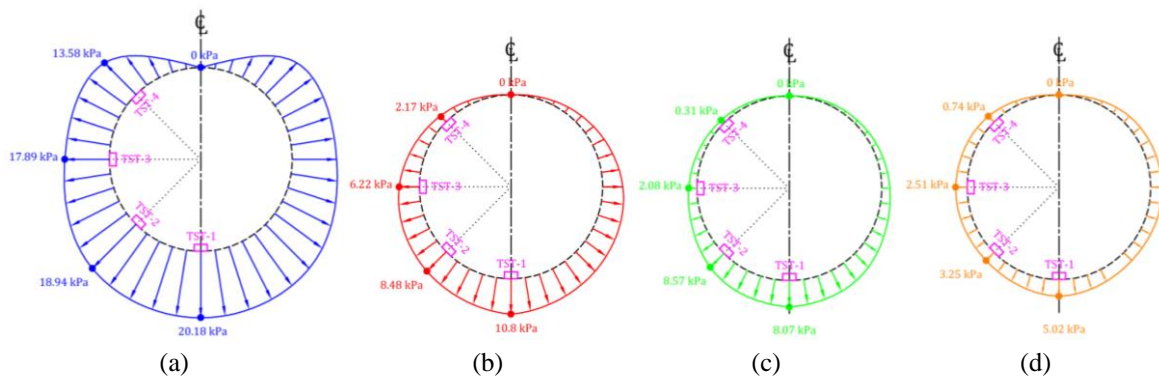 ℄
13.58 kPa
0 kPa
TST-4
17.89 kPa
TST-3
TST-2
TST-1
18.94 kPa
20.18 kPa
(a)
℄
0 kPa
2.17 kPa
TST-4
6.22 kPa
TST-3
TST-2
TST-1
8.48 kPa
10.8 kPa
(b)
℄
0 kPa
0.31 kPa
TST-4
2.08 kPa
TST-3
TST-2
TST-1
8.57 kPa
8.07 kPa
(c)
℄
0 kPa
0.74 kPa
TST-4
2.51 kPa
TST-3
TST-2
TST-1
3.25 kPa
5.02 kPa
(d)